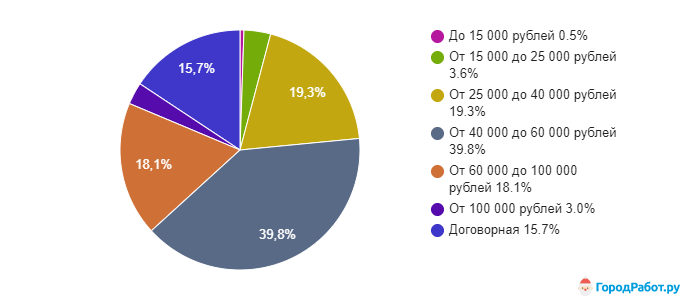 До 15 000 рублей 0.5%
От 15 000 до 25 000 рублей
3.6%
От 25 000 до 40 000 рублей
19.3%
От 40 000 до 60 000 рублей
39.8%
От 60 000 до 100 000
рублей 18.1%
От 100 000 рублей 3.0%
Договорная 15.7%
15,7%
19,3%
18,1%
39,8%
ГородРабот.ру